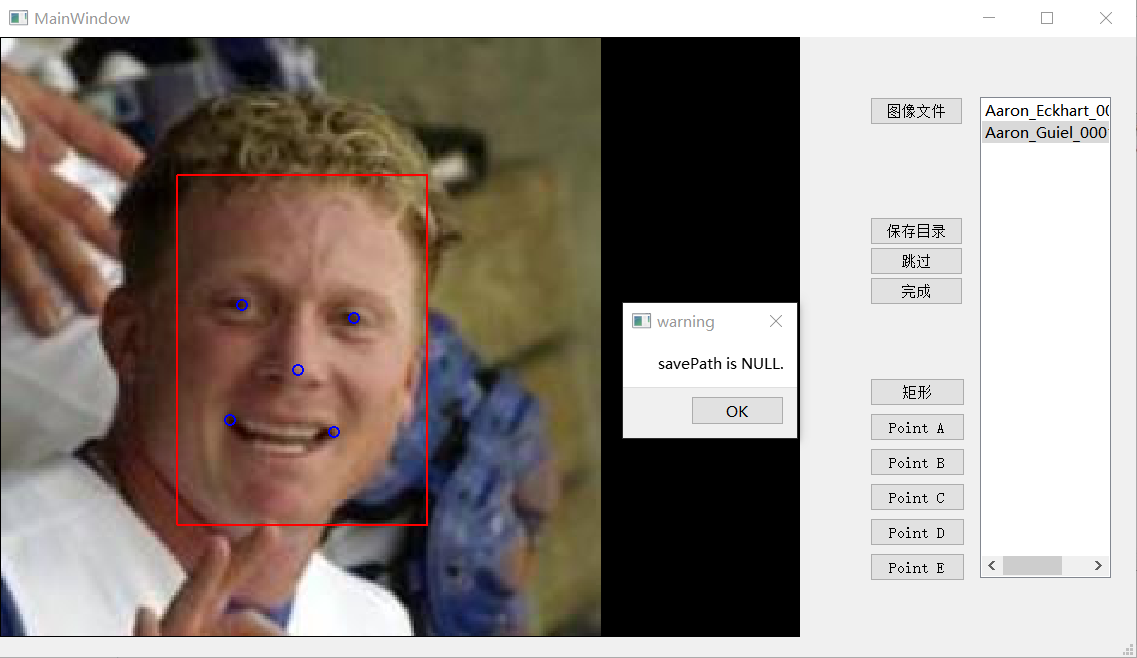 MainWindow
图像文件
保存目录
跳过
完成
矩形
Point A
Point B
Point C
Point D
Point E
Aaron_Eckhart_00
Aaron_Guiel_000
warning
savePath is NULL.
OK